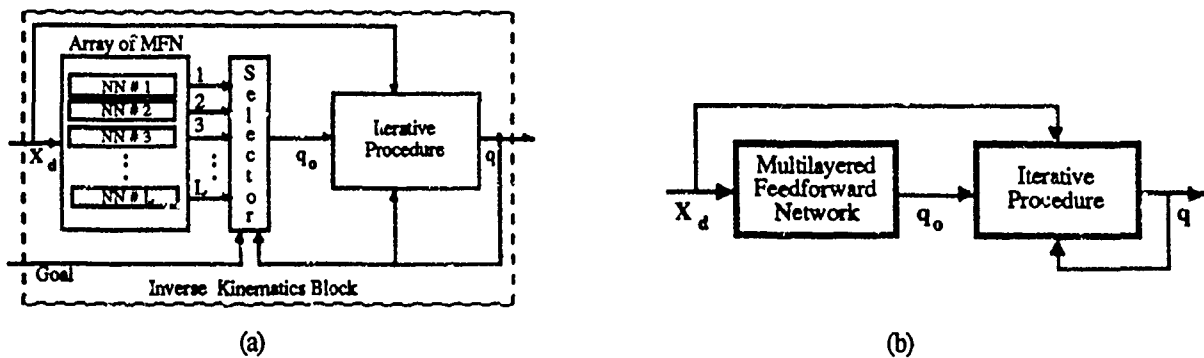 Array of MFN
NN # 1
NN # 2
NN # 3
NN # L
1
2
3
L
Selector
X d
q o
Iterative
Procedure
q
Goal
Inverse Kinematics Block
(a)
X d
Multilayered
Feedforward
Network
q o
Iterative
Procedure
q
(b)